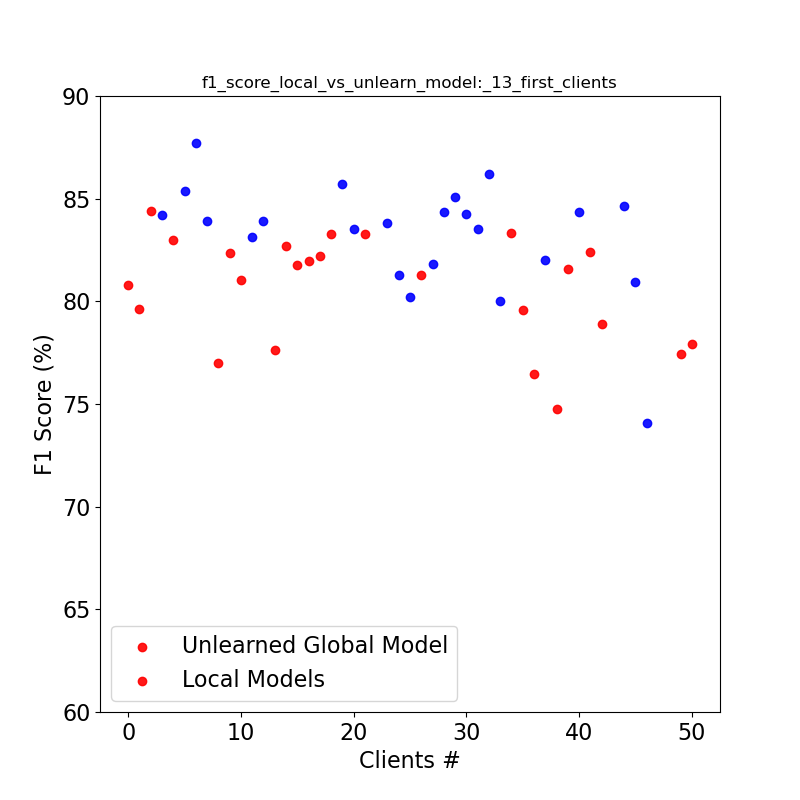 f1_score_local_vs_unlearn_model:_13_first_clients
90
85
80
75
70
65
60
F1 Score (%)
Unlearned Global Model
Local Models
0 10 20 30 40 50
Clients #